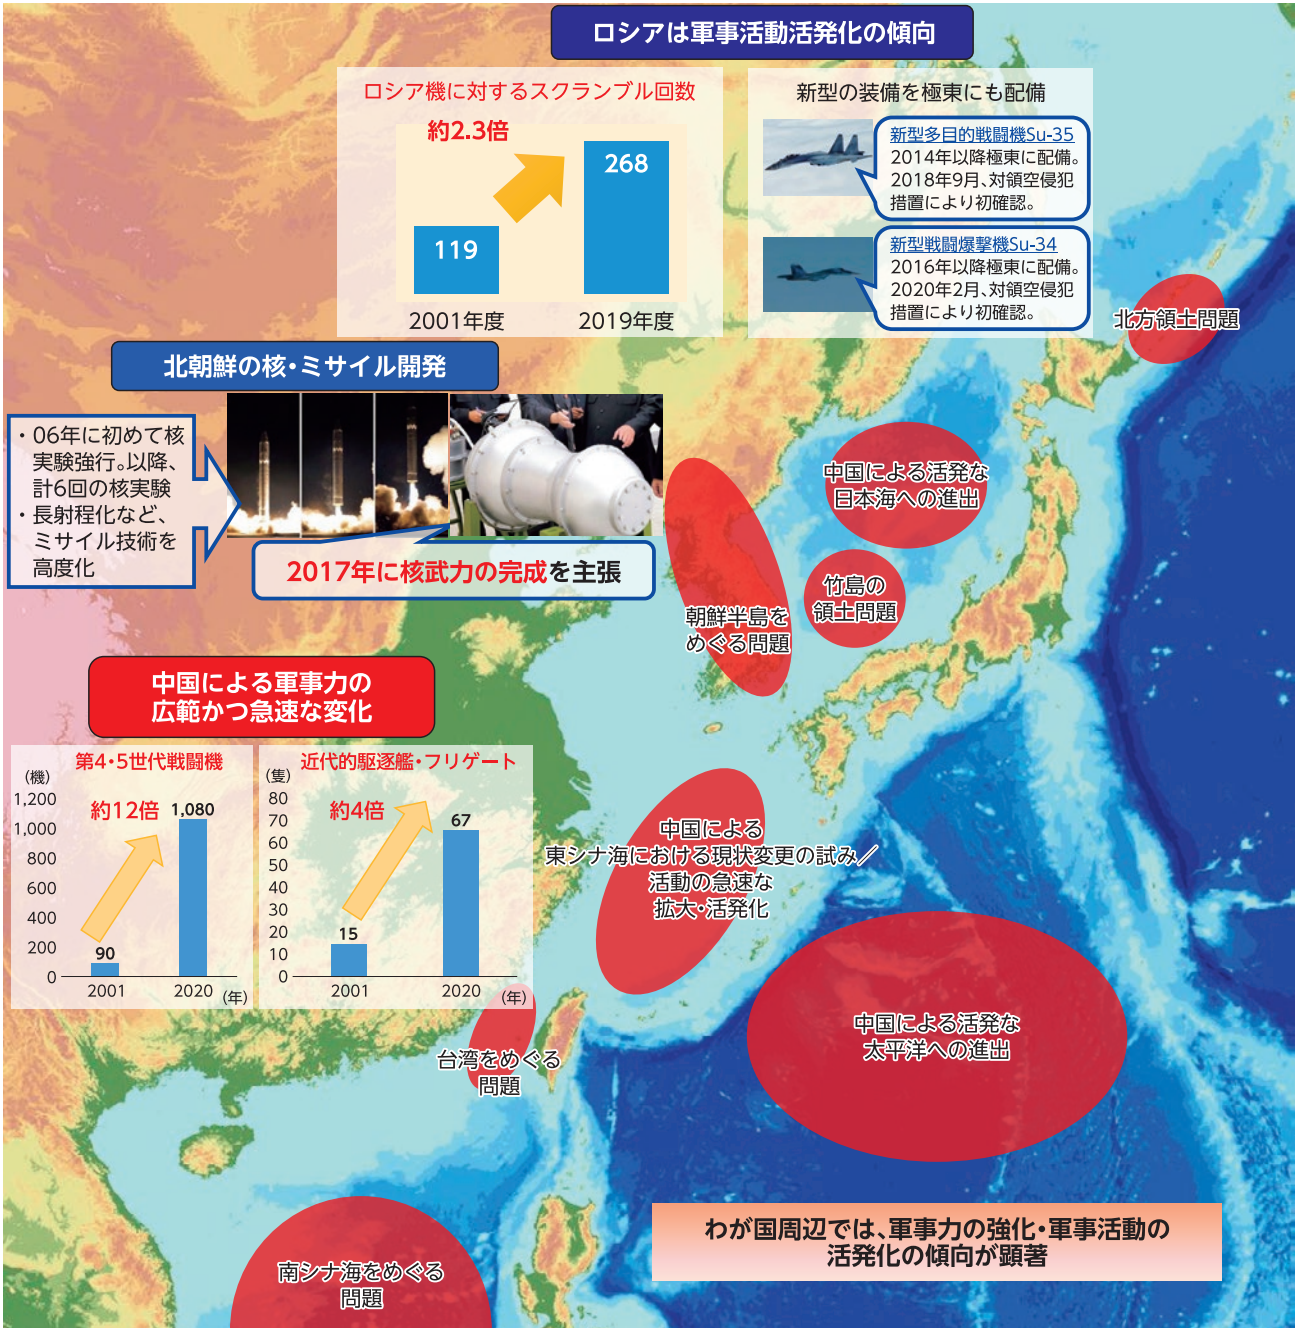 ロシアは軍事活動活発化の傾向
ロシア機に対するスクランブル回数
約2.3倍
119
268
2001年度
2019年度
新型の装備を極東にも配備
新型多目的戦闘機Su-35
2014年以降極東に配備。
2018年9月、対領空侵犯
措置により初確認。
新型戦闘爆撃機Su-34
2016年以降極東に配備。
2020年2月、対領空侵犯
措置により初確認。
北方領土問題
北朝鮮の核・ミサイル開発
・06年に初めて核
実験強行。以降、
計6回の核実験
・長射程化など、
ミサイル技術を
高度化
2017年に核武力の完成を主張
中国による活発な
日本海への進出
竹島の
領土問題
朝鮮半島を
めぐる問題
中国による軍事力の
広範かつ急速な変化
第4・5世代戦闘機
(機)
1,200
1,000
800
600
400
200
0
約12倍
90
1,080
2001
2020
(年)
近代的駆逐艦・フリゲート
(隻)
80
70
60
50
40
30
20
10
0
約4倍
15
67
2001
2020
(年)
中国による
東シナ海における現状変更の試み／
活動の急速な
拡大・活発化
中国による活発な
太平洋への進出
台湾をめぐる
問題
南シナ海をめぐる
問題
わが国周辺では、軍事力の強化・軍事活動の
活発化の傾向が顕著